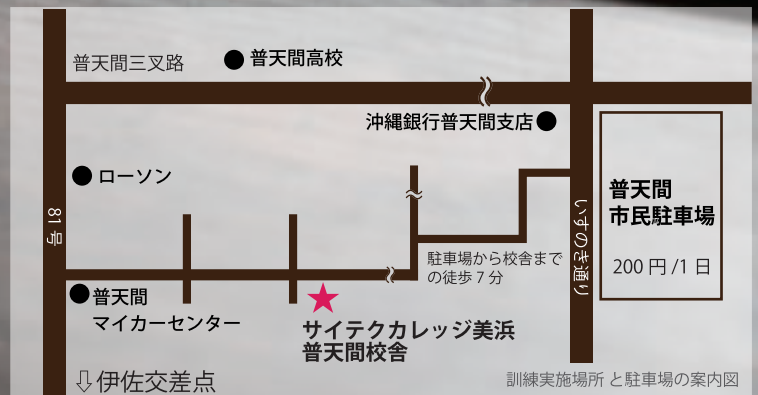 普天間三叉路
普天間高校
沖縄銀行普天間支店
ローソン
普天間
市民駐車場
200 円 /1 日
81 号
いすのき通り
駐車場から校舎まで
の徒歩 7 分
普天間
マイカーセンター
サイテクカレッジ美浜
普天間校舎
⇩伊佐交差点
訓練実施場所 と駐車場の案内図